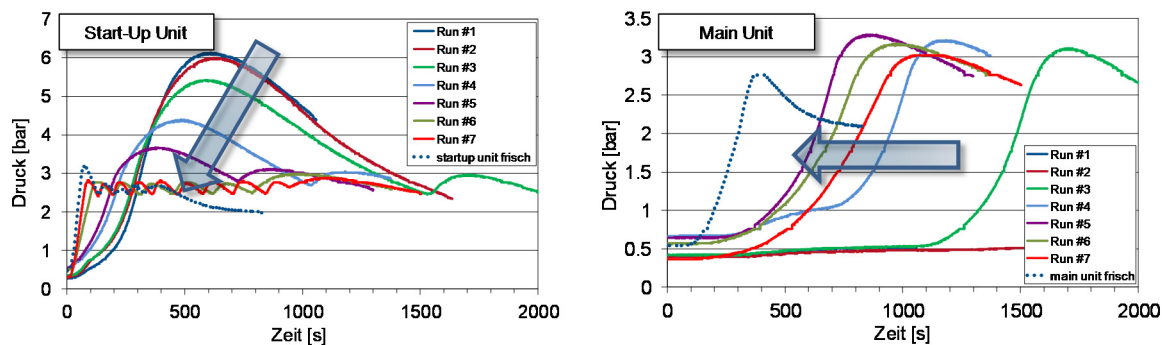 Start-Up Unit
Druck [bar]
7
6
5
4
3
2
1
0
0
500
1000
1500
2000
Zeit [s]
Run #1
Run #2
Run #3
Run #4
Run #5
Run #6
Run #7
startup unit frisch
Main Unit
Druck [bar]
3.5
3
2.5
2
1.5
1
0.5
0
0
500
1000
1500
2000
Zeit [s]
Run #1
Run #2
Run #3
Run #4
Run #5
Run #6
Run #7
main unit frisch